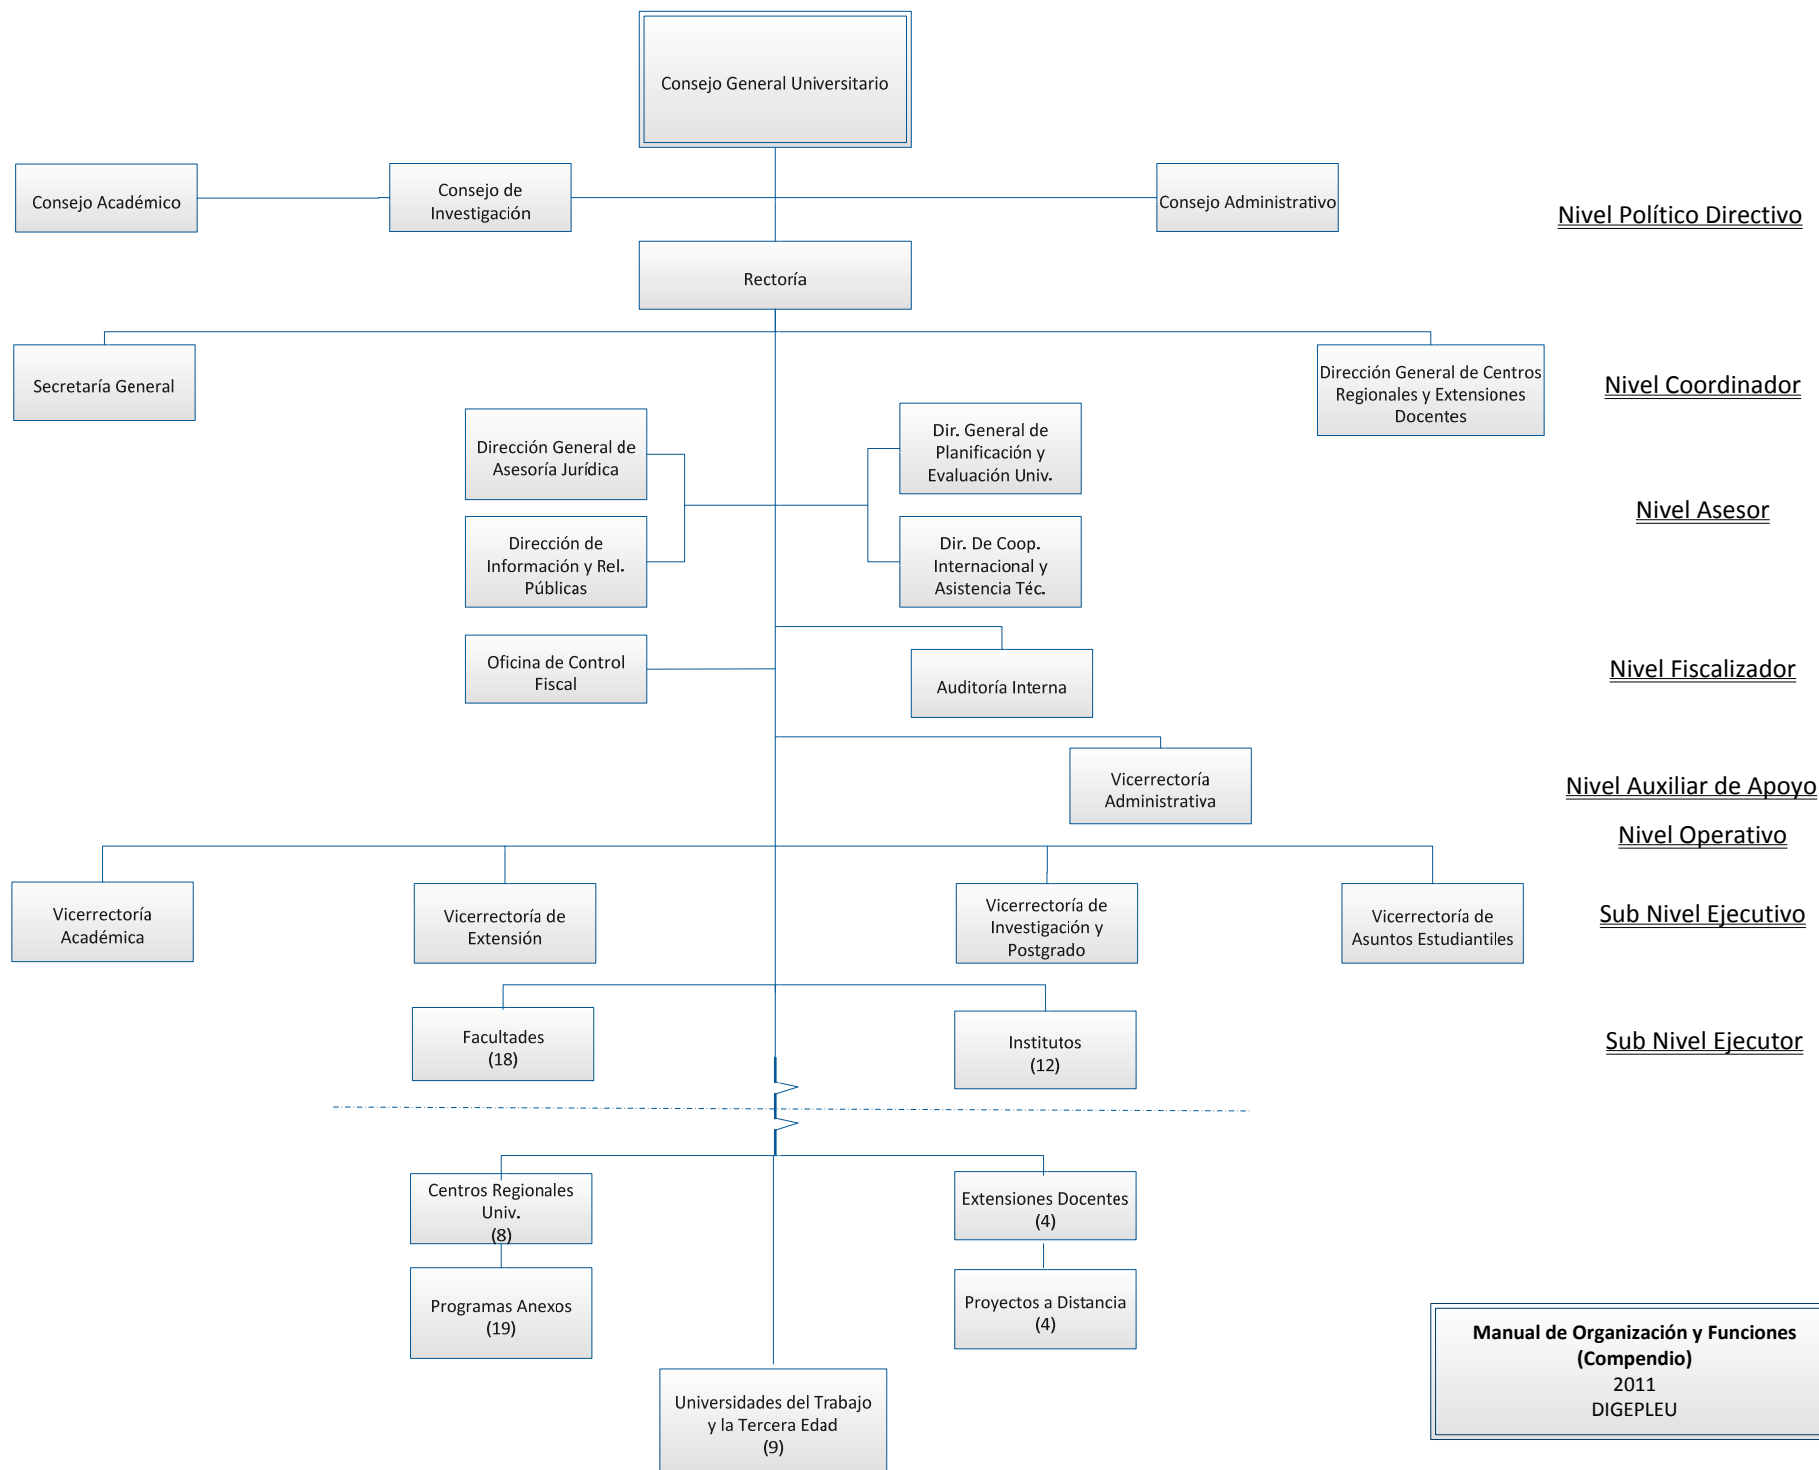 Consejo General Universitario
Consejo Académico
Consejo de
Investigación
Consejo Administrativo
Nivel Político Directivo
Rectoría
Secretaría General
Dirección General de Centros
Regionales y Extensiones
Docentes
Nivel Coordinador
Dirección General de
Asesoría Jurídica
Dir. General de
Planificación y
Evaluación Univ.
Nivel Asesor
Dirección de
Información y Rel.
Públicas
Dir. De Coop.
Internacional y
Asistencia Téc.
Oficina de Control
Fiscal
Auditoría Interna
Nivel Fiscalizador
Vicerrectoría
Administrativa
Nivel Auxiliar de Apoyo
Nivel Operativo
Vicerrectoría
Académica
Vicerrectoría de
Extensión
Vicerrectoría de
Investigación y
Postgrado
Vicerrectoría de
Asuntos Estudiantiles
Sub Nivel Ejecutivo
Facultades
(18)
Institutos
(12)
Sub Nivel Ejecutor
Centros Regionales
Univ.
(8)
Extensiones Docentes
(4)
Programas Anexos
(19)
Proyectos a Distancia
(4)
Universidades del Trabajo
y la Tercera Edad
(9)
Manual de Organización y Funciones
(Compendio)
2011
DIGEPLEU